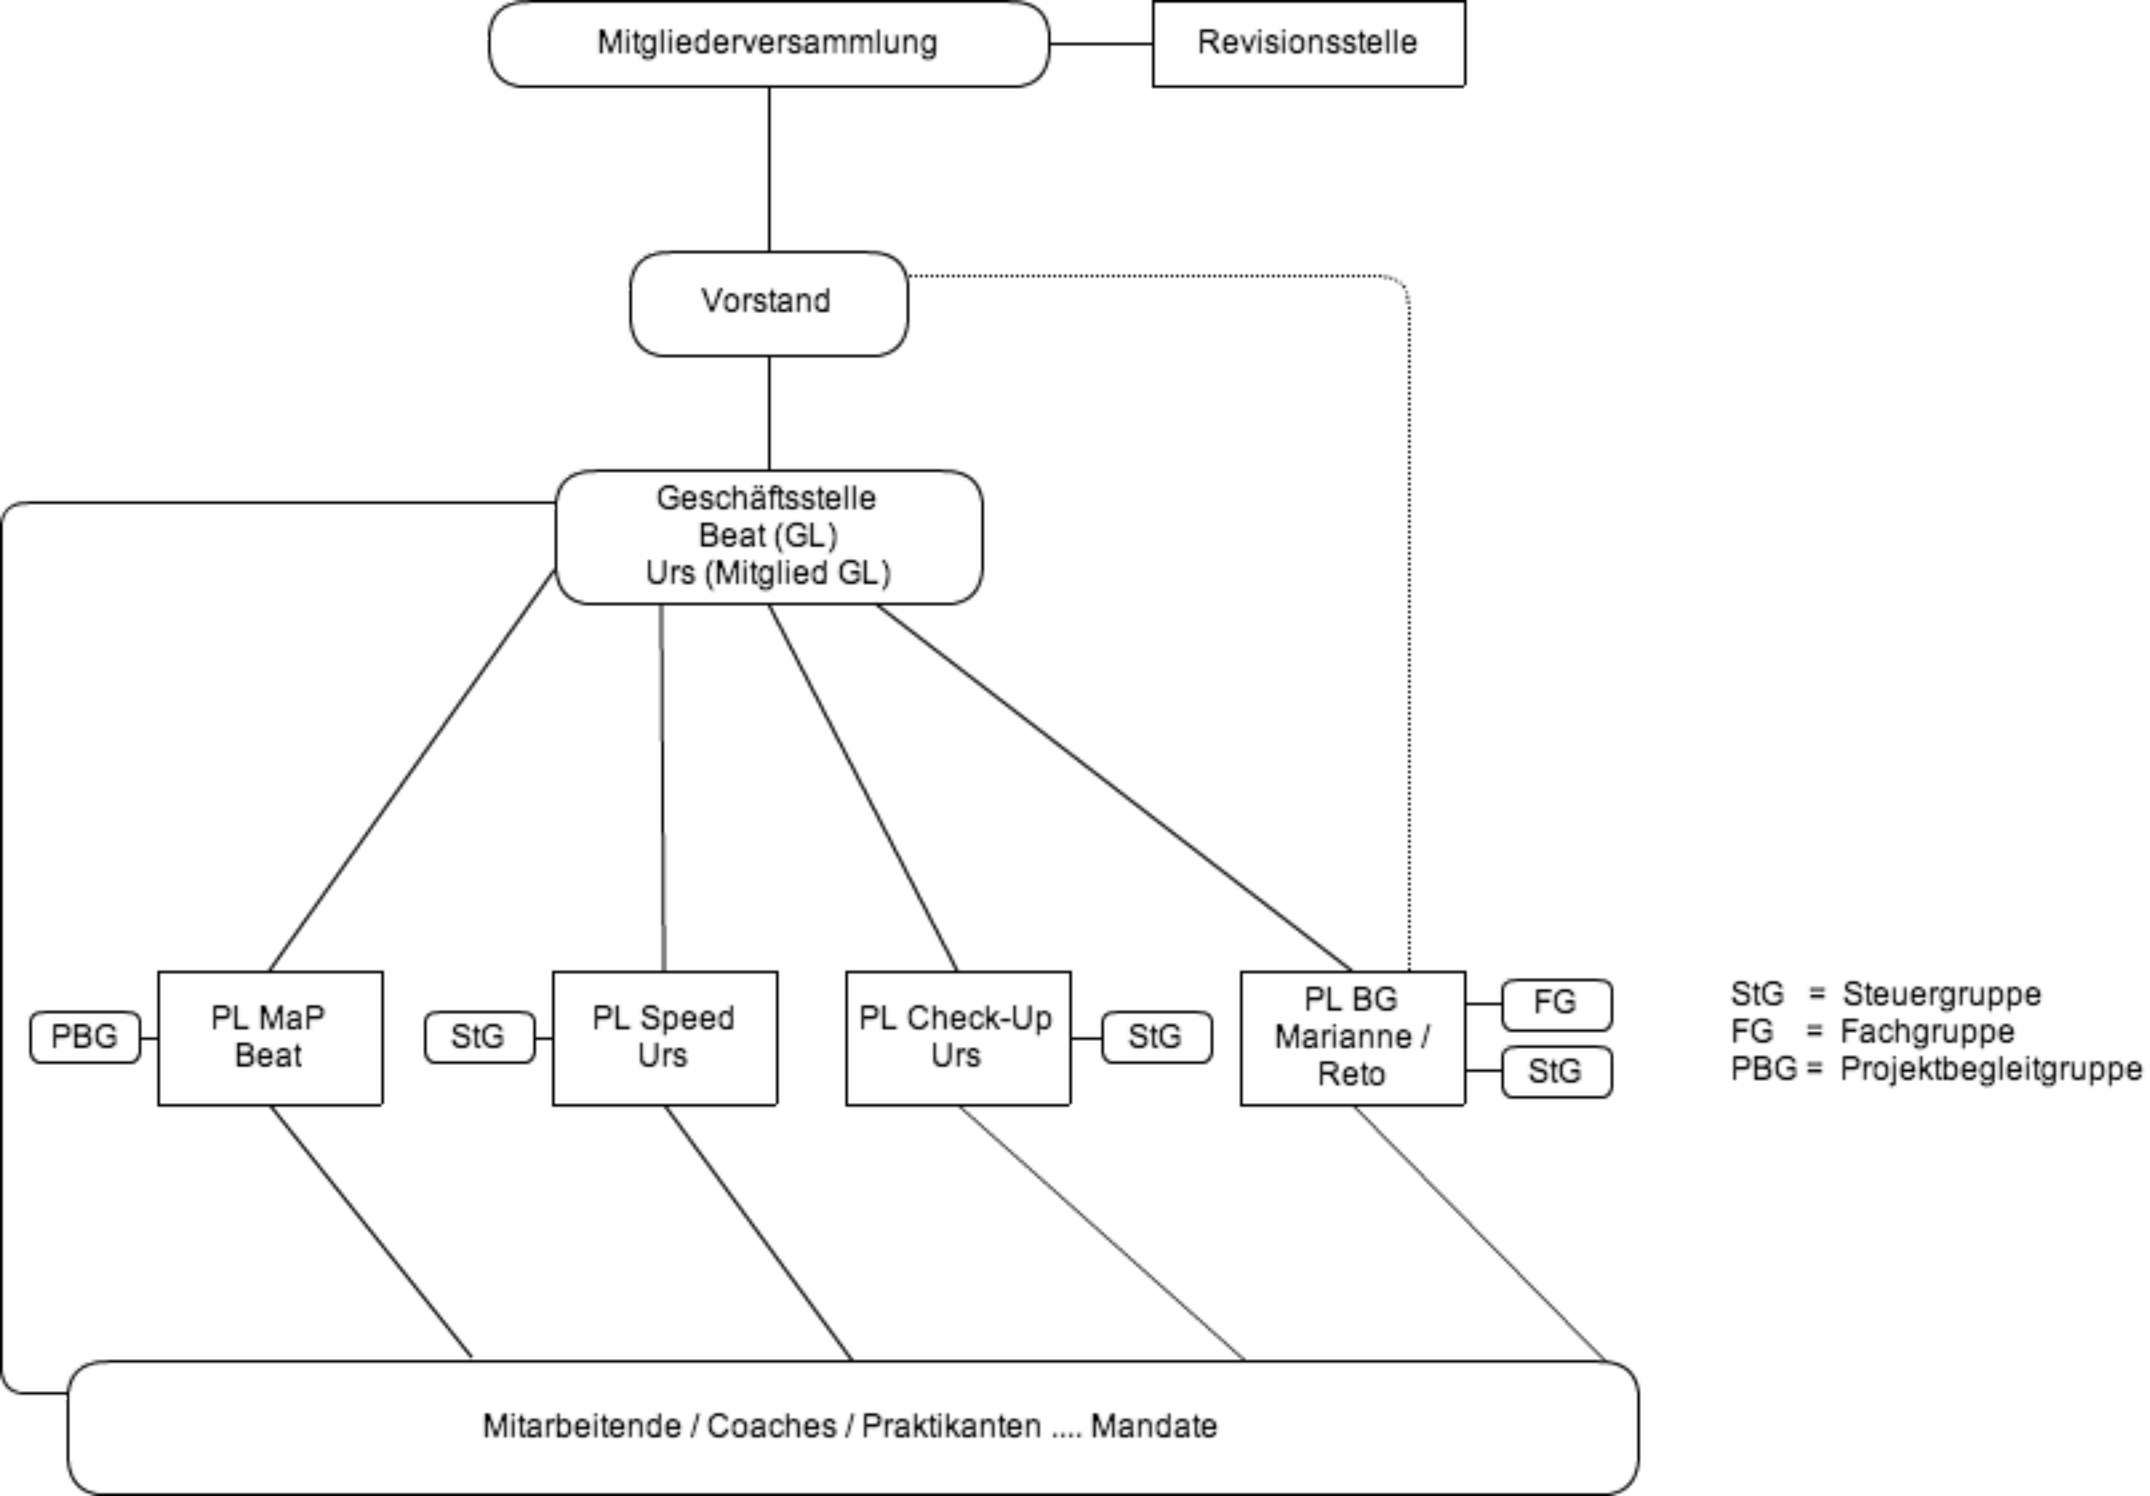 Mitgliederversammlung
Revisionsstelle
Vorstand
Geschäftsstelle
Beat (GL)
Urs (Mitglied GL)
PBG
PL MaP
Beat
StG
PL Speed
Urs
PL Check-Up
Urs
StG
PL BG
Marianne /
Reto
FG
StG
StG = Steuergruppe
FG = Fachgruppe
PBG = Projektbegleitgruppe
Mitarbeitende / Coaches / Praktikanten .... Mandate